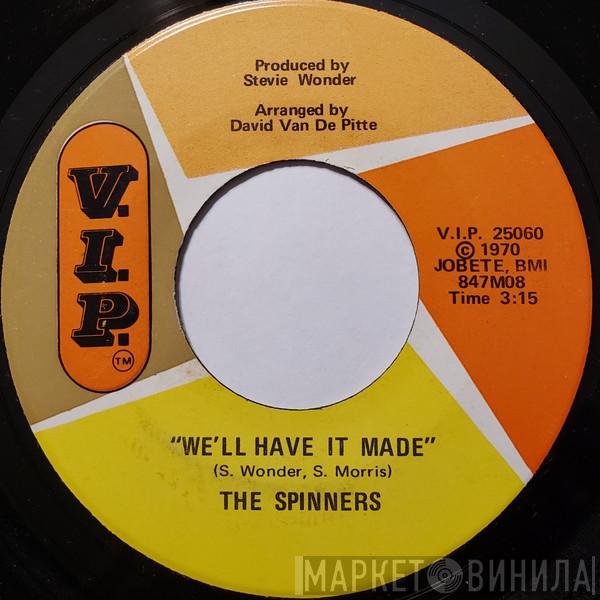 Produced by
Stevie Wonder
Arranged by
David Van De Pitte
V.I.P.
TM
V.I.P. 25060
© 1970
JOBETE, BMI
847M08
Time 3:15
"WE'LL HAVE IT MADE"
(S. Wonder, S. Morris)
THE SPINNERS
МАРКЕТ ВИНИЛА